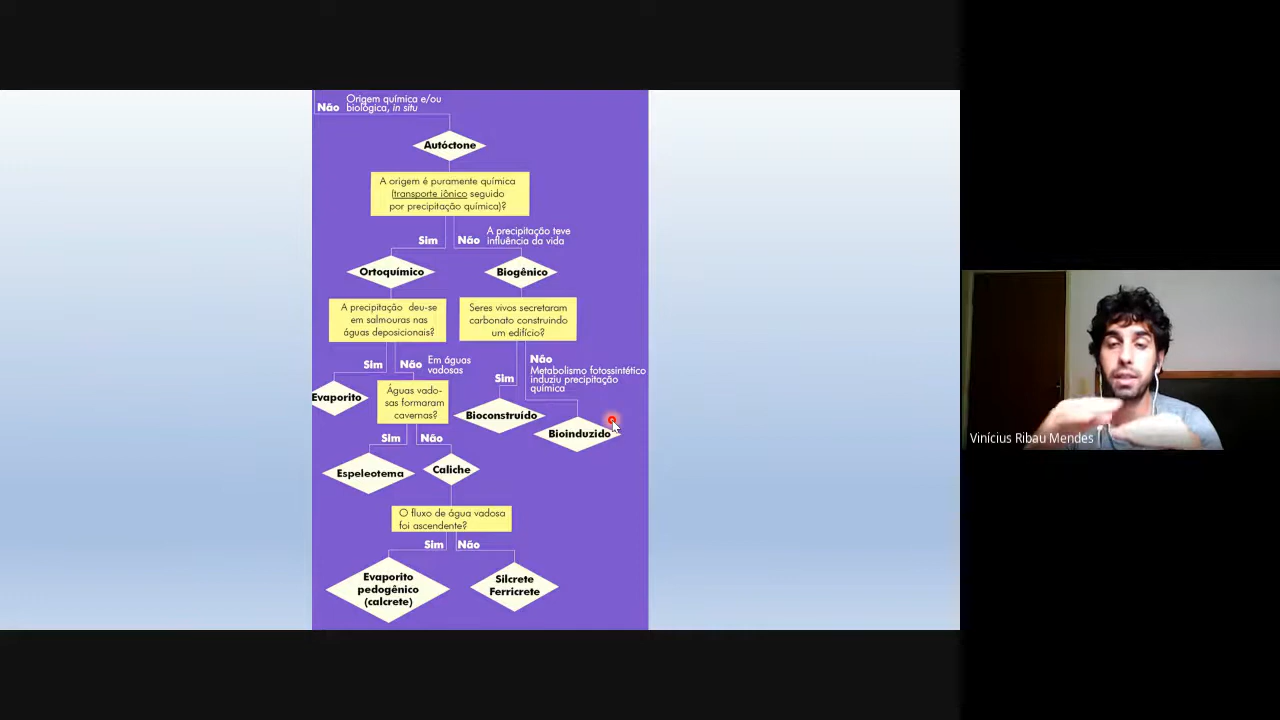 Não
Origem química e/ou
biológica, in situ
Autóctone
A origem é puramente química
(transporte iônico seguido
por precipitação química)?
Sim
Não
A precipitação teve
influência da vida
Ortoquímico
Biogênico
A precipitação deu-se
em salmouras nas
águas deposicionais?
Seres vivos secretaram
carbonato construindo
um edifício?
Sim
Não
Em águas
vadosas
Sim
Não
Metabolismo fotossintético
induziu precipitação
química
Evaporito
Águas vado-
sas formaram
cavernas?
Bioconstruído
Bioinduzido
Sim
Não
Espeleotema
Caliche
O fluxo de água vadosa
foi ascendente?
Sim
Não
Evaporito
pedogênico
(calcrete)
Silcrete
Ferricrete
Vinícius Ribau Mendes